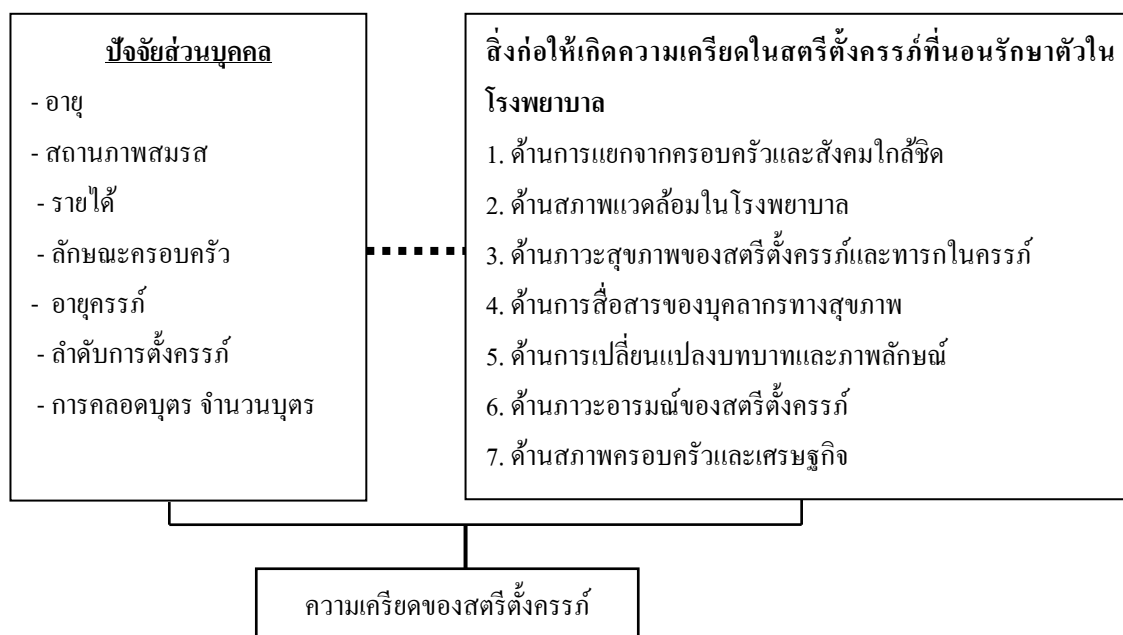 ปัจจัยส่วนบุคคล
- อายุ
- สถานภาพสมรส
- รายได้
- ลักษณะครอบครัว
- อายุครรภ์
- ลำดับการตั้งครรภ์
- การคลอดบุตร จำนวนบุตร
สิ่งก่อให้เกิดความเครียดในสตรีตั้งครรภ์ที่นอนรักษาตัวใน
โรงพยาบาล
1. ด้านการแยกจากครอบครัวและสังคมใกล้ชิด
2. ด้านสภาพแวดล้อมในโรงพยาบาล
3. ด้านภาวะสุขภาพของสตรีตั้งครรภ์และทารกในครรภ์
4. ด้านการสื่อสารของบุคลากรทางสุขภาพ
5. ด้านการเปลี่ยนแปลงบทบาทและภาพลักษณ์
6. ด้านภาวะอารมณ์ของสตรีตั้งครรภ์
7. ด้านสภาพครอบครัวและเศรษฐกิจ
ความเครียดของสตรีตั้งครรภ์